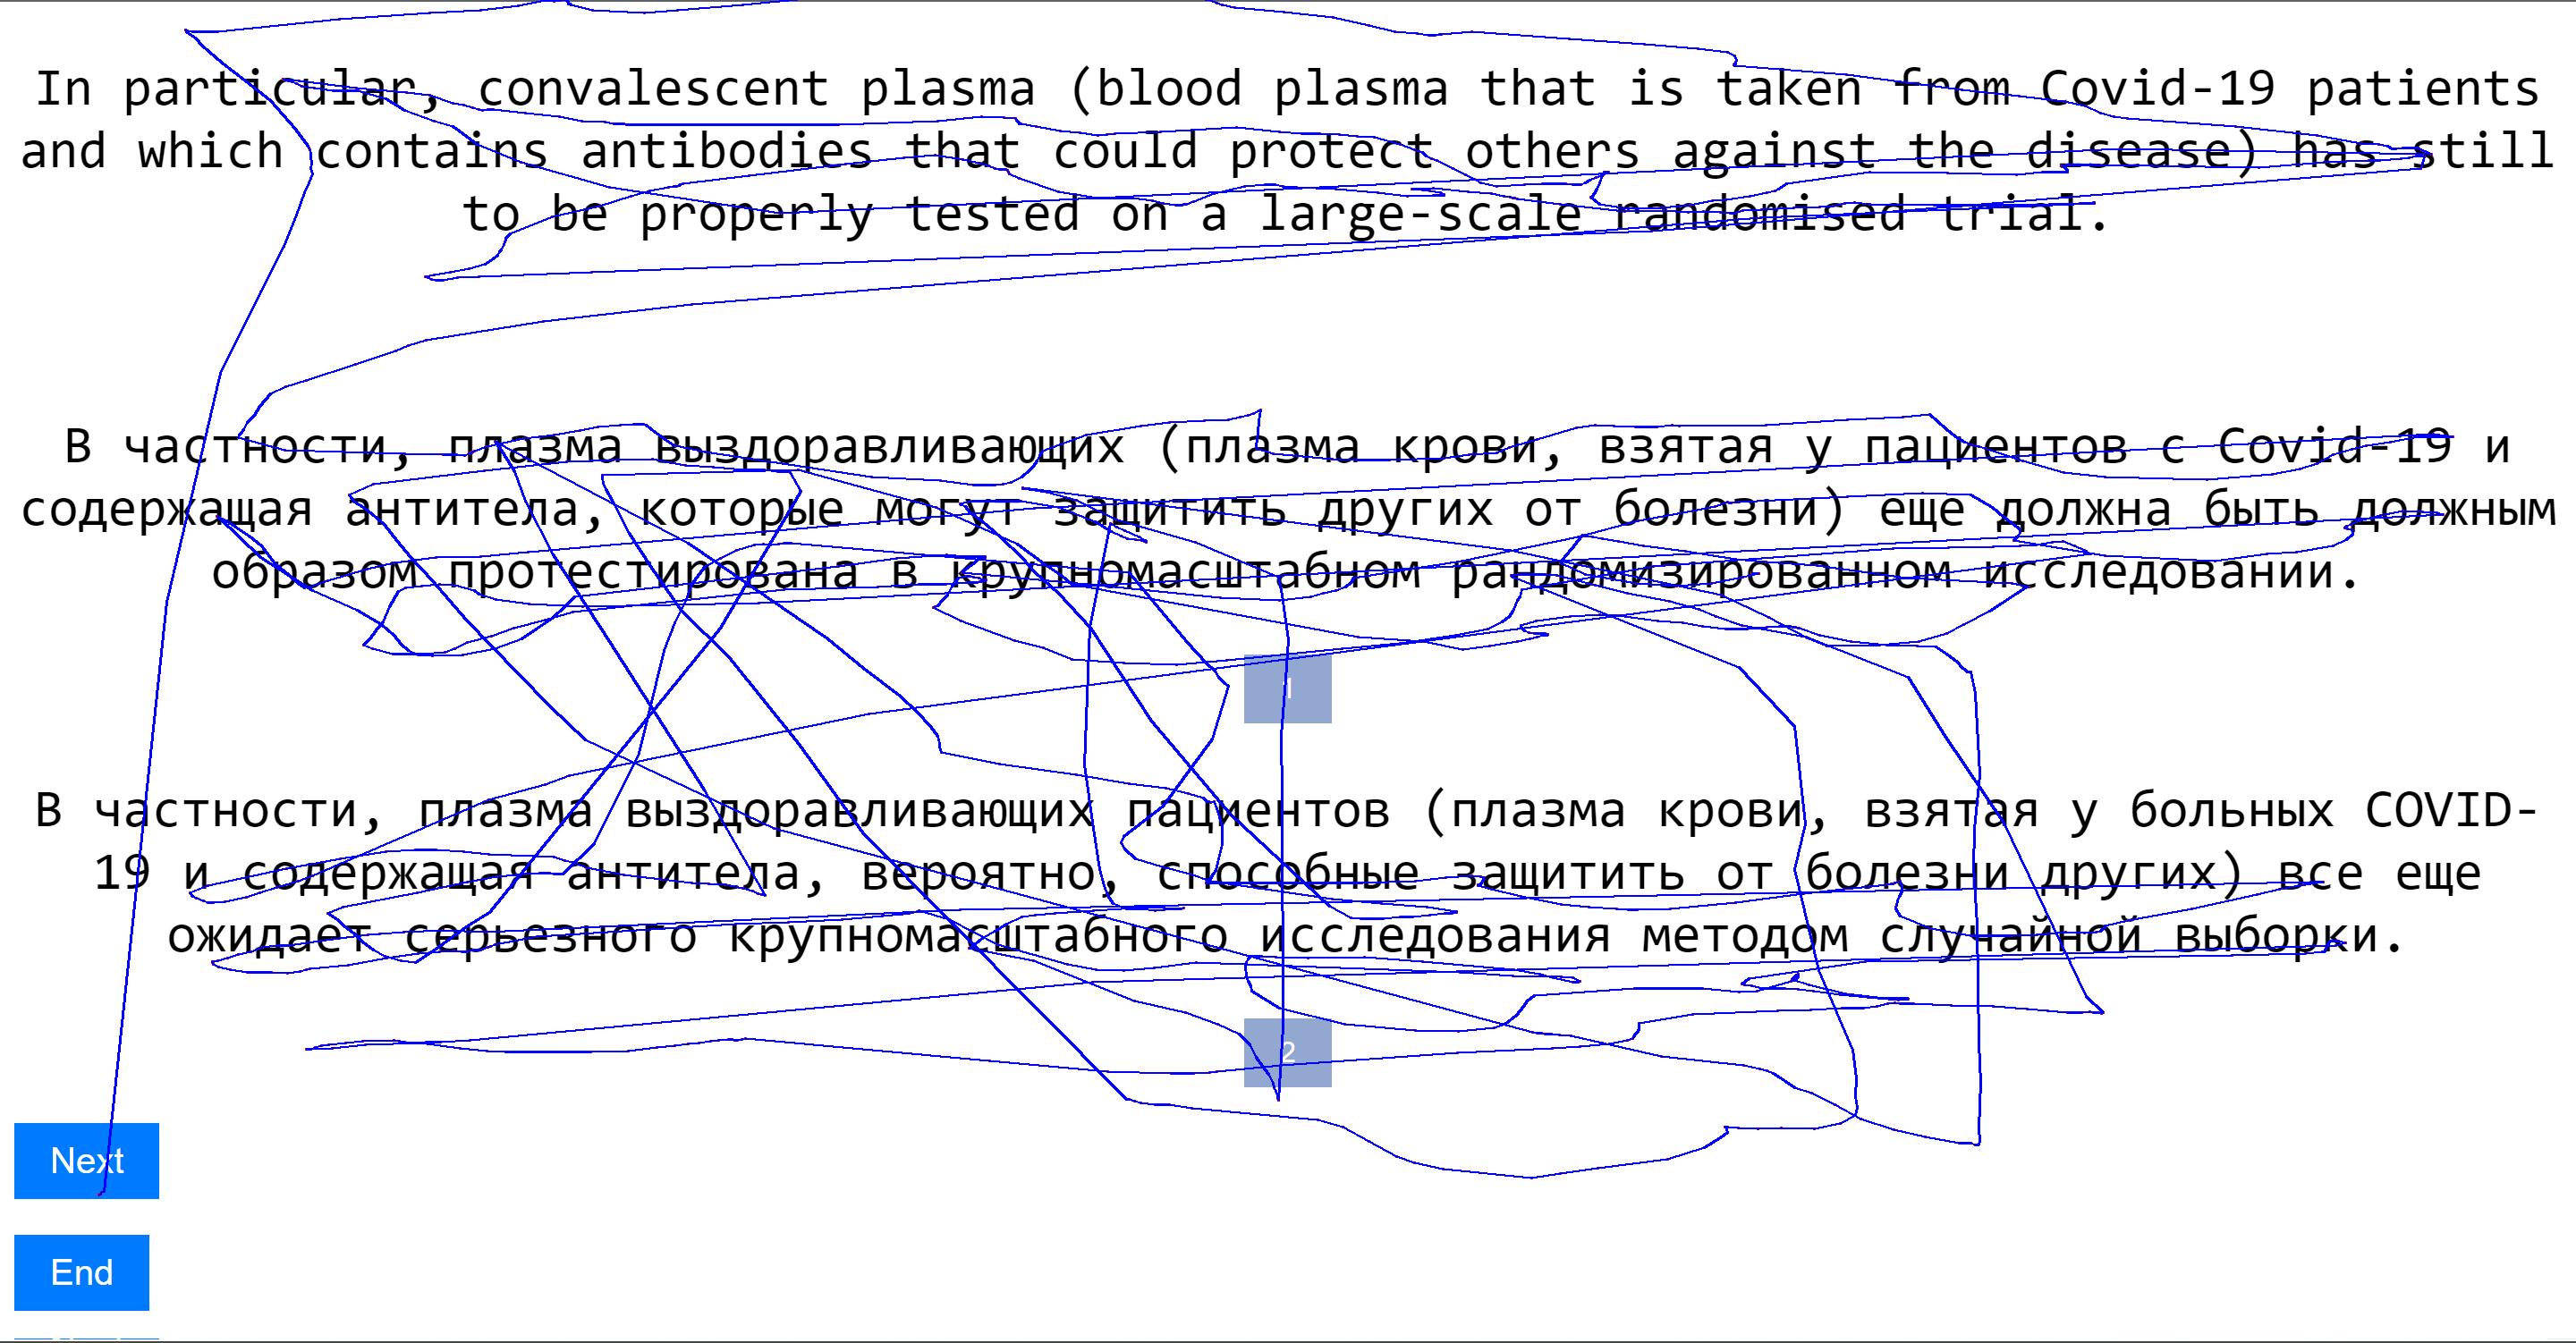 In particular, convalescent plasma (blood plasma that is taken from Covid-19 patients
and which contains antibodies that could protect others against the disease) has still
to be properly tested on a large-scale randomised trial.
В частности, плазма выздоравливающих (плазма крови, взятая у пациентов с Covid-19 и
содержащая антитела, которые могут защитить других от болезни) еще должна быть должным
образом протестирована в крупномасштабном рандомизированном исследовании.
1
В частности, плазма выздоравливающих пациентов (плазма крови, взятая у больных COVID-
19 и содержащая антитела, вероятно, способные защитить от болезни других) все еще
ожидает серьезного крупномасштабного исследования методом случайной выборки.
2
Next
End